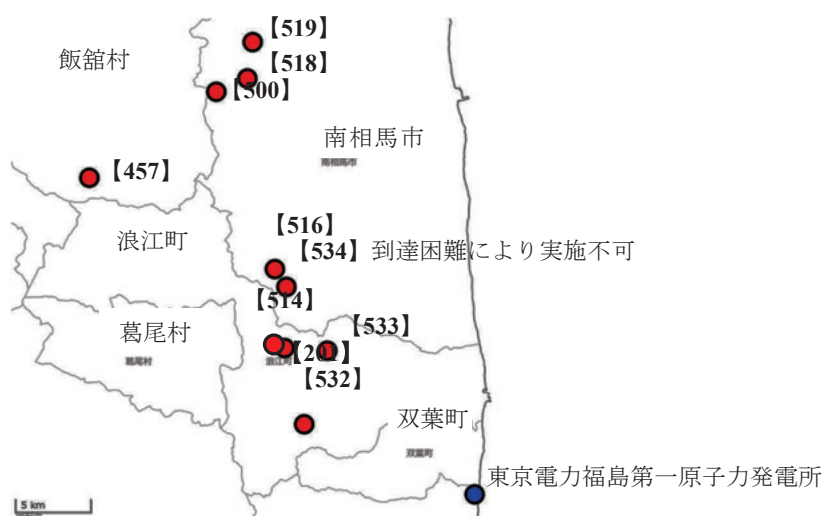 【519】
飯舘村
【518】
【500】
南相馬市
南相馬市
【457】
【516】
浪江町
【534】到達困難により実施不可
【514】
葛尾村
【533】
葛尾村
浪江町
【201】
【532】
双葉町
双葉町
東京電力福島第一原子力発電所
5 km